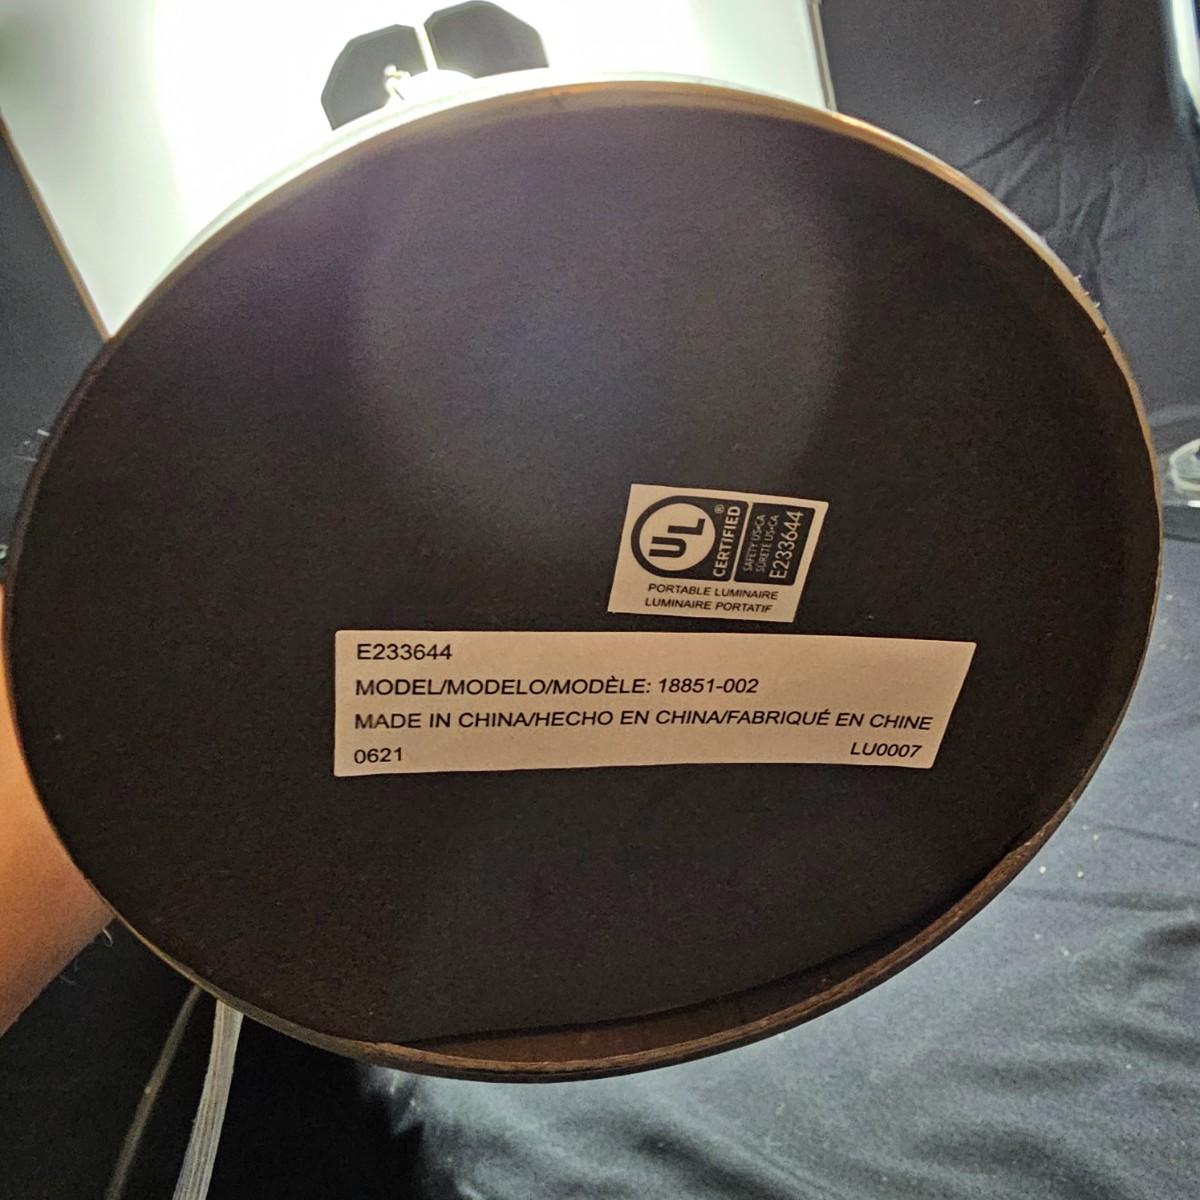 UL
®
CERTIFIED
SAFETY US-CA
SÛRETÉ US-CA
E233644
PORTABLE LUMINAIRE
LUMINAIRE PORTATIF
E233644
MODEL/MODELO/MODÈLE: 18851-002
MADE IN CHINA/HECHO EN CHINA/FABRIQUÉ EN CHINE
0621 LU0007